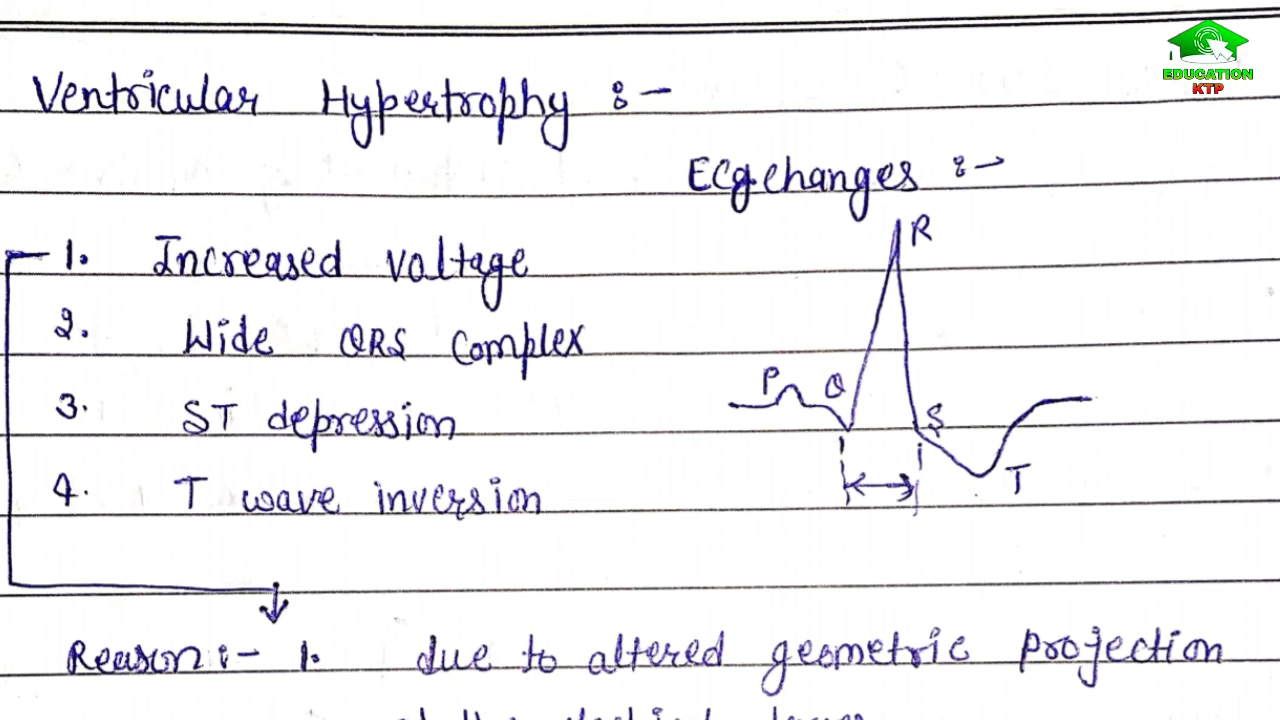 EDUCATION
KTP
Ventricular Hypertrophy :-
ECg changes :-
1. Increased voltage
2. Wide QRS Complex
3. ST depression
4. T wave inversion
R
P
Q
S
T
Reason:- 1. due to altered geometric projection